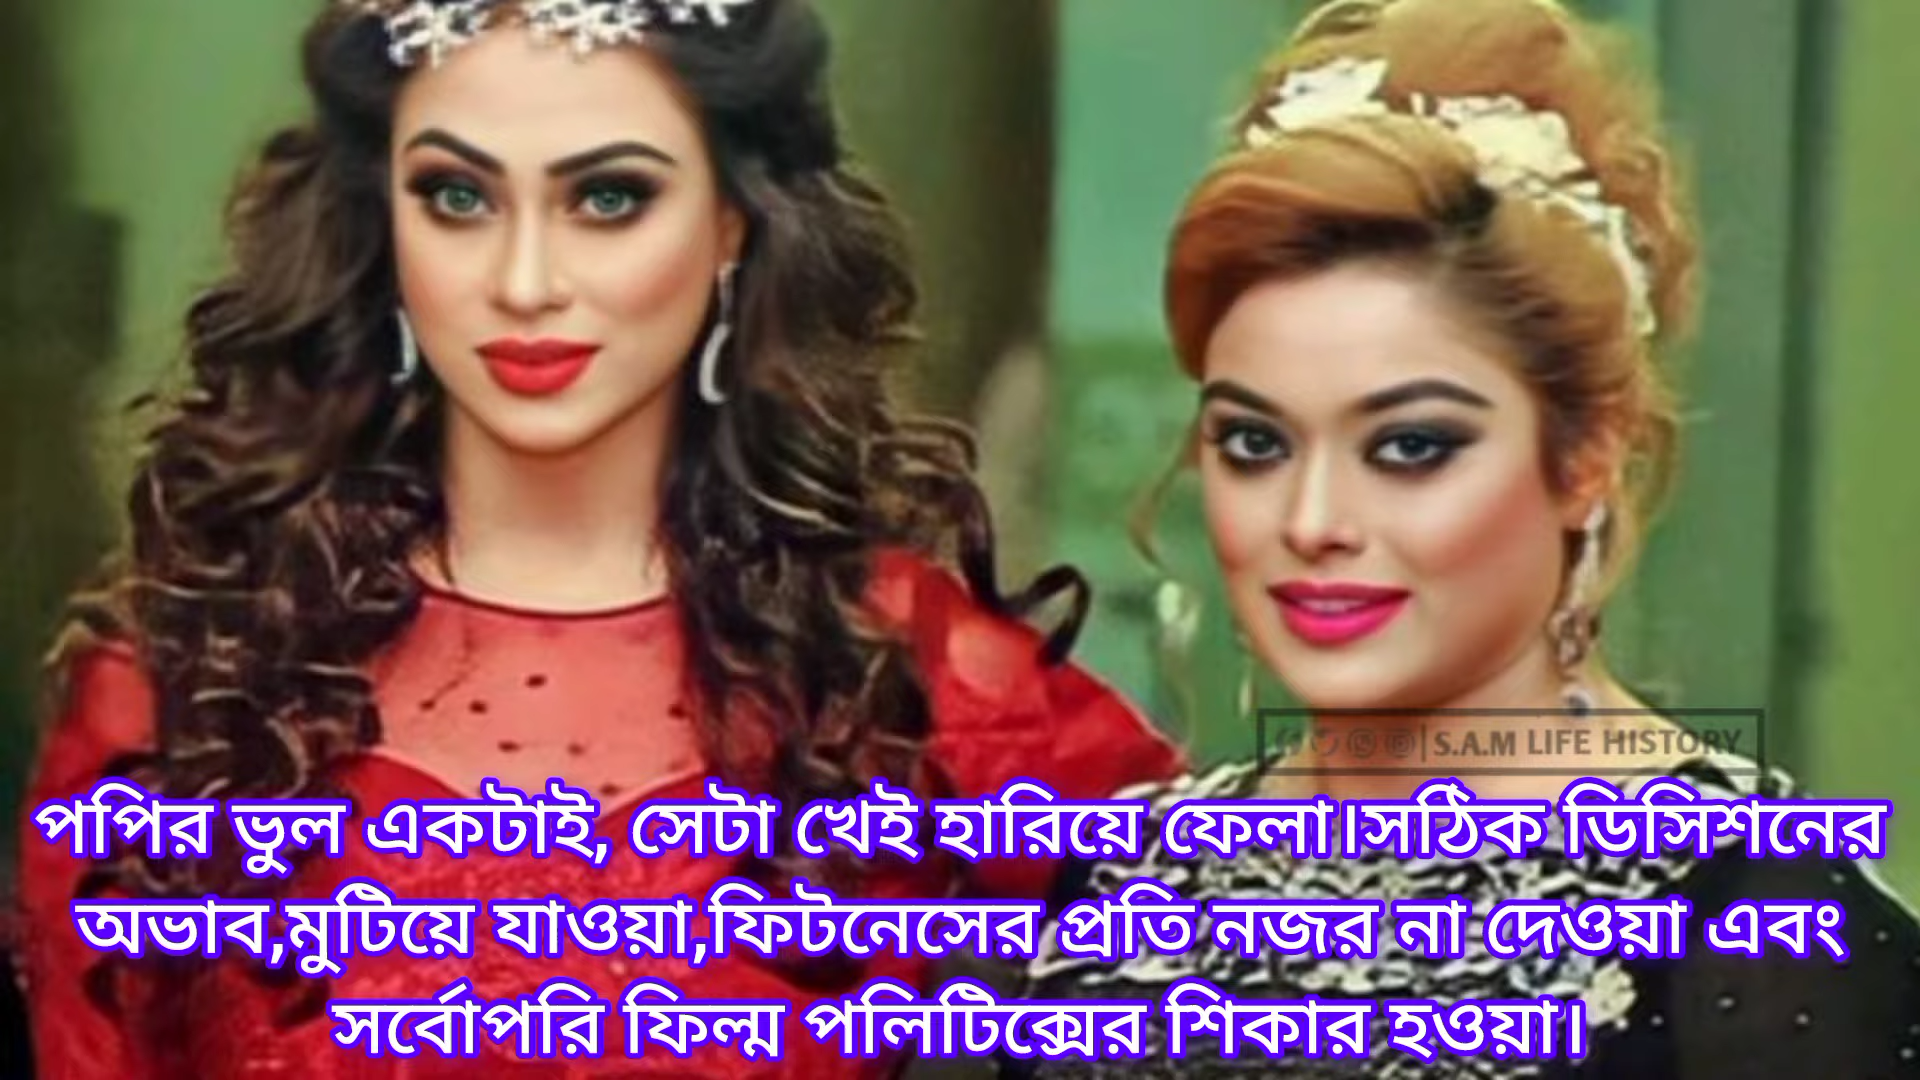 S.A.M LIFE HISTORY
পপির ভুল একটাই, সেটা খেই হারিয়ে ফেলা।সঠিক ডিসিশনের
অভাব,মুটিয়ে যাওয়া,ফিটনেসের প্রতি নজর না দেওয়া এবং
সর্বোপরি ফিল্ম পলিটিক্সের শিকার হওয়া।